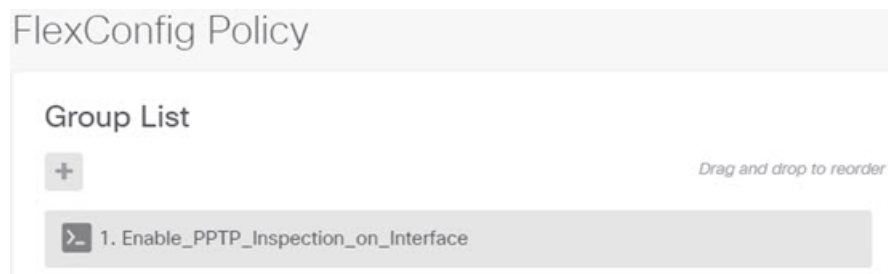 FlexConfig Policy
Group List
+
Drag and drop to reorder
>_ 1. Enable_PPTP_Inspection_on_Interface